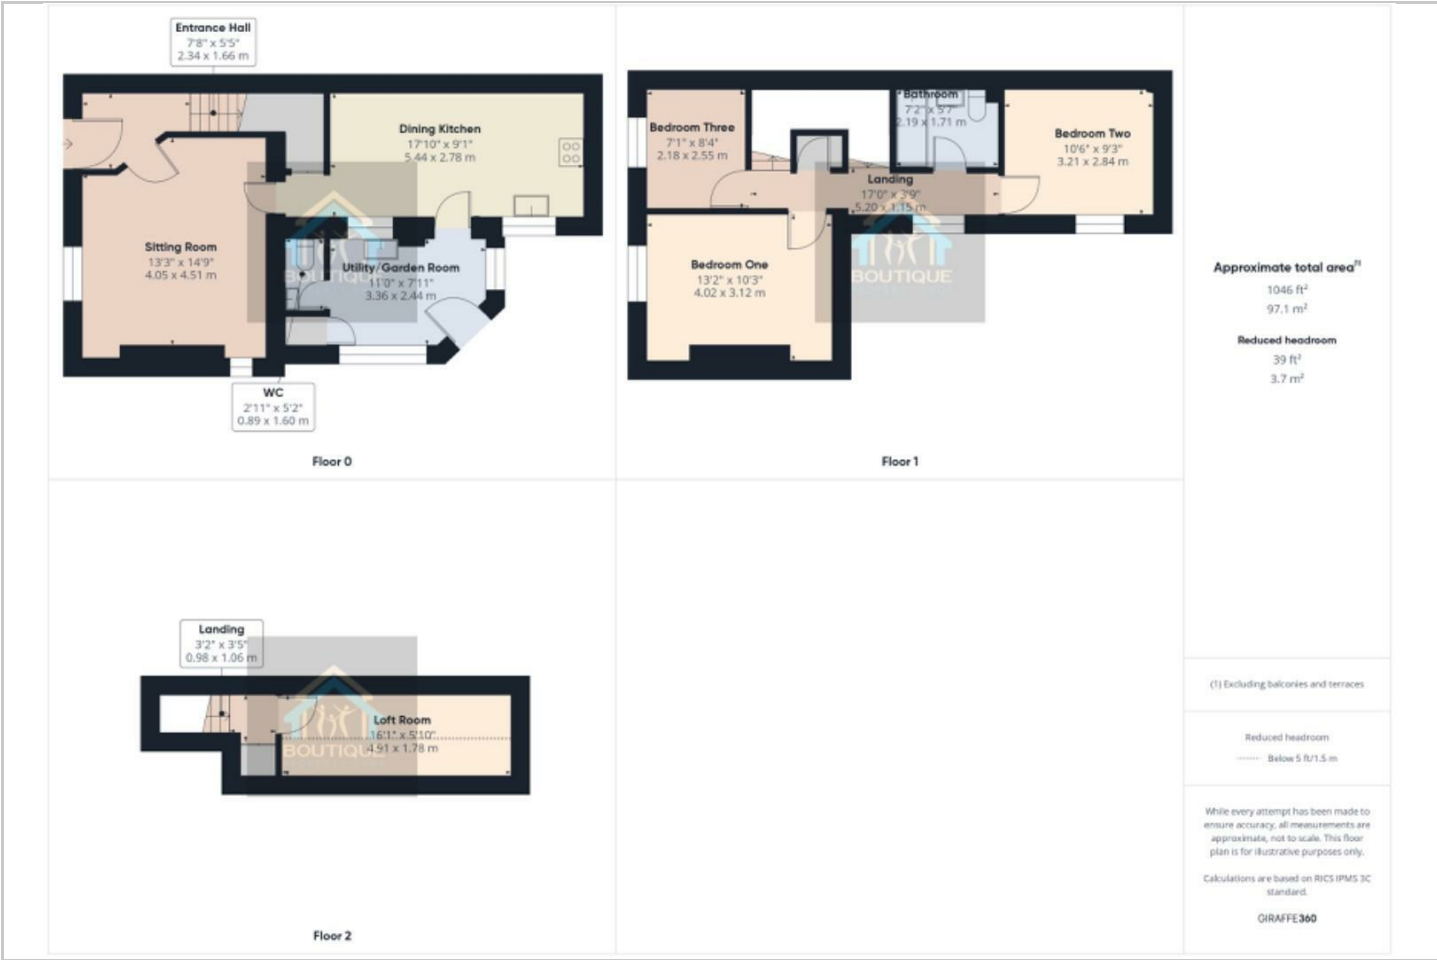 Entrance Hall
7'8" x 5'5"
2.34 x 1.66 m
Dining Kitchen
17'10" x 9'1"
5.44 x 2.78 m
Sitting Room
13'3" x 14'9"
4.05 x 4.51 m
Utility/Garden Room
11'0" x 7'11"
3.36 x 2.44 m
BOUTIQUE
WC
2'11" x 5'2"
0.89 x 1.60 m
Floor 0
Bedroom Three
7'1" x 8'4"
2.18 x 2.55 m
Bathroom
7'2" x 5'7"
2.19 x 1.71 m
Bedroom Two
10'6" x 9'3"
3.21 x 2.84 m
Landing
17'0" x 3'9"
5.20 x 1.15 m
Bedroom One
13'2" x 10'3"
4.02 x 3.12 m
BOUTIQUE
Floor 1
Landing
3'2" x 3'5"
0.98 x 1.06 m
Loft Room
16'1" x 5'10"
4.91 x 1.78 m
BOUTIQUE
Floor 2
Approximate total area⁽¹⁾
1046 ft²
97.1 m²
Reduced headroom
39 ft²
3.7 m²
(1) Excluding balconies and terraces
Reduced headroom
Below 5 ft/1.5 m
While every attempt has been made to
ensure accuracy, all measurements are
approximate, not to scale. This floor
plan is for illustrative purposes only.
Calculations are based on RICS IPMS 3C
standard.
GIRAFFE360